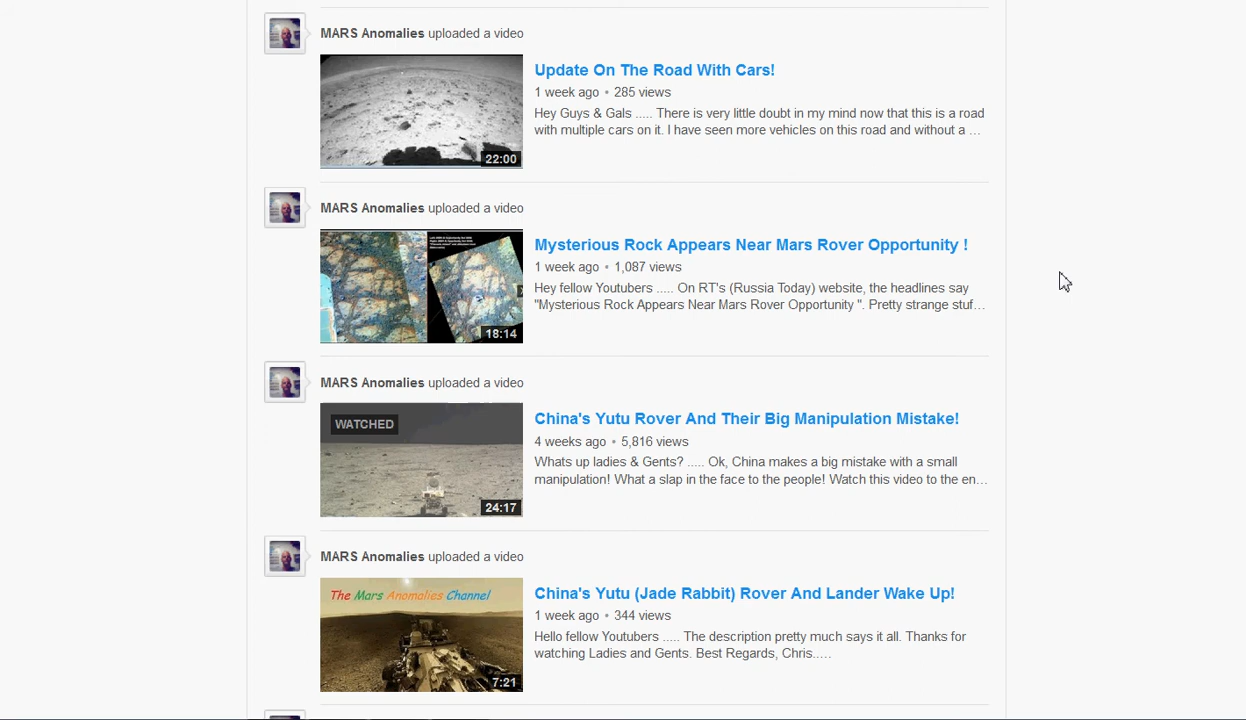 MARS Anomalies uploaded a video
Update On The Road With Cars!
1 week ago • 285 views
Hey Guys & Gals ..... There is very little doubt in my mind now that this is a road
with multiple cars on it. I have seen more vehicles on this road and without a ...
22:00
MARS Anomalies uploaded a video
Mysterious Rock Appears Near Mars Rover Opportunity !
1 week ago • 1,087 views
Hey fellow Youtubers ..... On RT's (Russia Today) website, the headlines say
"Mysterious Rock Appears Near Mars Rover Opportunity ". Pretty strange stuf...
18:14
MARS Anomalies uploaded a video
WATCHED
China's Yutu Rover And Their Big Manipulation Mistake!
4 weeks ago • 5,816 views
Whats up ladies & Gents? ..... Ok, China makes a big mistake with a small
manipulation! What a slap in the face to the people! Watch this video to the en...
24:17
MARS Anomalies uploaded a video
The Mars Anomalies Channel
China's Yutu (Jade Rabbit) Rover And Lander Wake Up!
1 week ago • 344 views
Hello fellow Youtubers ..... The description pretty much says it all. Thanks for
watching Ladies and Gents. Best Regards, Chris.....
7:21